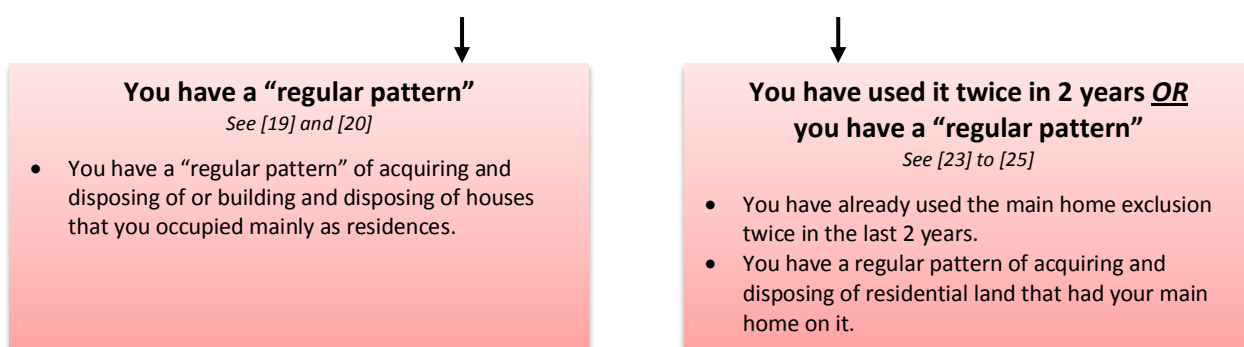 You have a “regular pattern”
See [19] and [20]
• You have a “regular pattern” of acquiring and
disposing of or building and disposing of houses
that you occupied mainly as residences.
You have used it twice in 2 years OR
you have a “regular pattern”
See [23] to [25]
• You have already used the main home exclusion
twice in the last 2 years.
• You have a regular pattern of acquiring and
disposing of residential land that had your main
home on it.